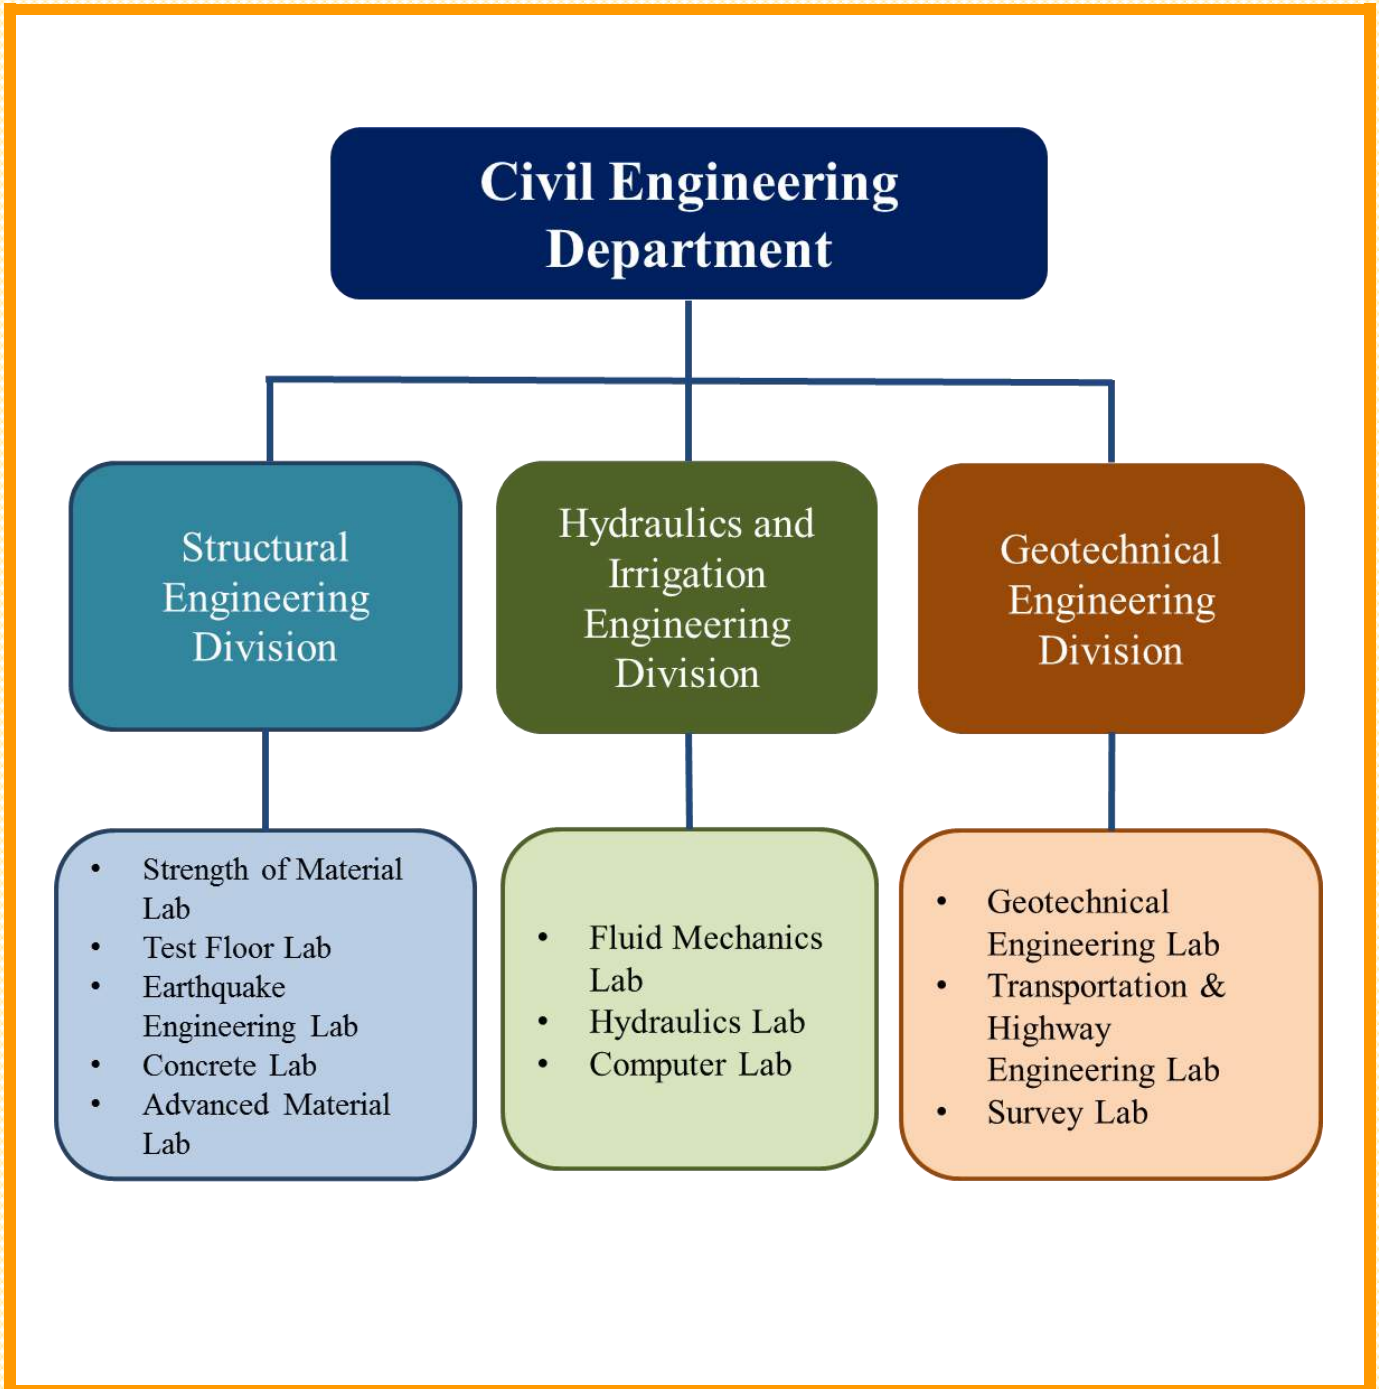 Civil Engineering
Department
Structural
Engineering
Division
Hydraulics and
Irrigation
Engineering
Division
Geotechnical
Engineering
Division
• Strength of Material
Lab
• Test Floor Lab
• Earthquake
Engineering Lab
• Concrete Lab
• Advanced Material
Lab
• Fluid Mechanics
Lab
• Hydraulics Lab
• Computer Lab
• Geotechnical
Engineering Lab
• Transportation &
Highway
Engineering Lab
• Survey Lab